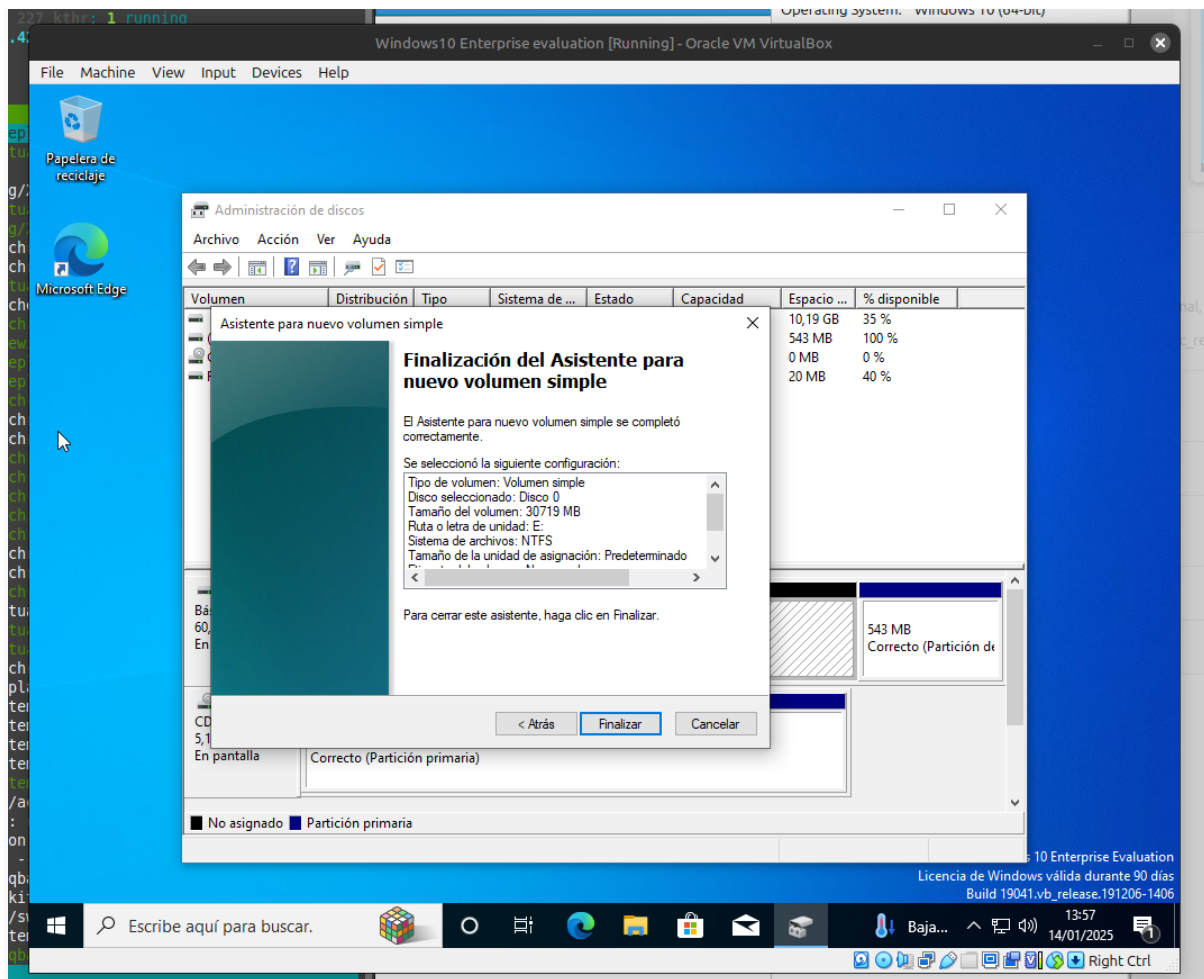 227 kthr: 1 running
Operating System: Windows 10 (64-bit)
Windows10 Enterprise evaluation [Running] - Oracle VM VirtualBox
File Machine View Input Devices Help
Papelera de
reciclaje
Microsoft Edge
Administración de discos
Archivo Acción Ver Ayuda
Volumen Distribución Tipo Sistema de ... Estado Capacidad Espacio ... % disponible
10,19 GB 35 %
543 MB 100 %
0 MB 0 %
20 MB 40 %
Asistente para nuevo volumen simple
Finalización del Asistente para
nuevo volumen simple
El Asistente para nuevo volumen simple se completó
correctamente.
Se seleccionó la siguiente configuración:
Tipo de volumen: Volumen simple
Disco seleccionado: Disco 0
Tamaño del volumen: 30719 MB
Ruta o letra de unidad: E:
Sistema de archivos: NTFS
Tamaño de la unidad de asignación: Predeterminado
Para cerrar este asistente, haga clic en Finalizar.
< Atrás Finalizar Cancelar
Bás
60,
En
543 MB
Correcto (Partición de
CD
5,1
En pantalla
Correcto (Partición primaria)
No asignado Partición primaria
10 Enterprise Evaluation
Licencia de Windows válida durante 90 días
Build 19041.vb_release.191206-1406
Escribe aquí para buscar.
Baja...
13:57
14/01/2025
1
Right Ctrl